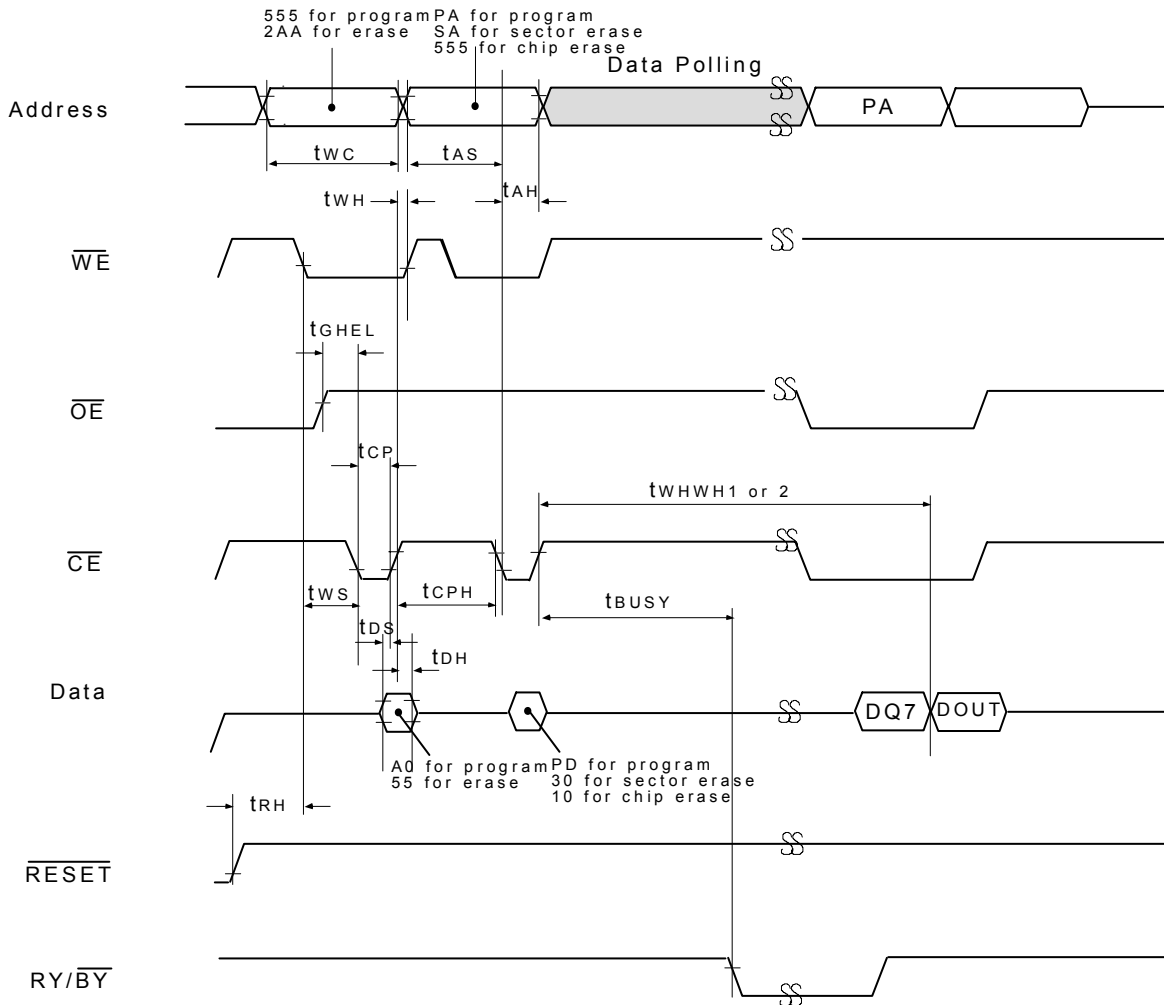 555 for program
2AA for erase
PA for program
SA for sector erase
555 for chip erase
Data Polling
Address
PA
tWC
tAS
tAH
tWH
WE
tGHEL
OE
tCP
tWHWH1 or 2
CE
tWS
tCPH
tBUSY
tDS
tDH
Data
DQ7
DOUT
A0 for program
55 for erase
PD for program
30 for sector erase
10 for chip erase
tRH
RESET
RY/BY